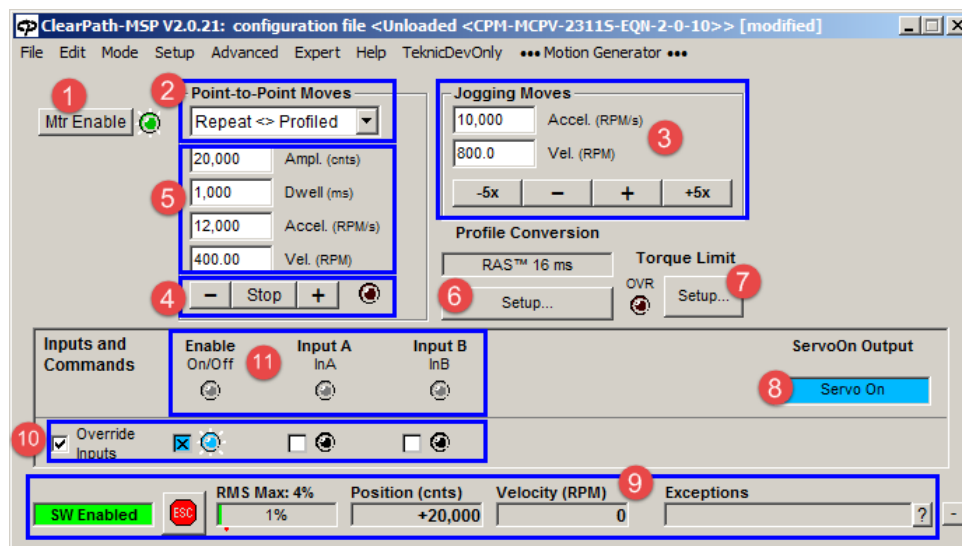 ClearPath-MSP V2.0.21: configuration file <Unloaded <CPM-MCPV-2311S-EQN-2-0-10>> [modified]
File Edit Mode Setup Advanced Expert Help TeknicDevOnly ••• Motion Generator •••
1
Mtr Enable
2
Point-to-Point Moves
Repeat <> Profiled
5
20,000 Ampl. (cnts)
1,000 Dwell (ms)
12,000 Accel. (RPM/s)
400.00 Vel. (RPM)
4
– Stop +
Jogging Moves
10,000 Accel. (RPM/s)
3
800.0 Vel. (RPM)
-5x – + +5x
Profile Conversion
RAS™ 16 ms
6
Setup...
Torque Limit
OVR
Setup...
7
Inputs and Commands
Enable
On/Off
11
Input A
InA
Input B
InB
ServoOn Output
8
Servo On
10
Override
Inputs
9
SW Enabled
ESC
RMS Max: 4%
1%
Position (cnts)
+20,000
Velocity (RPM)
0
Exceptions
?
-